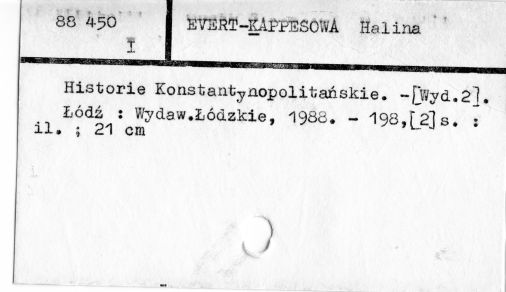 88 450
I
EVERT-KAPPESOWA Halina
Historie Konstantynopolitańskie. -[Wyd.2].
Łódź : Wydaw.Łódzkie, 1988. - 198,[2]s. :
il. ; 21 cm